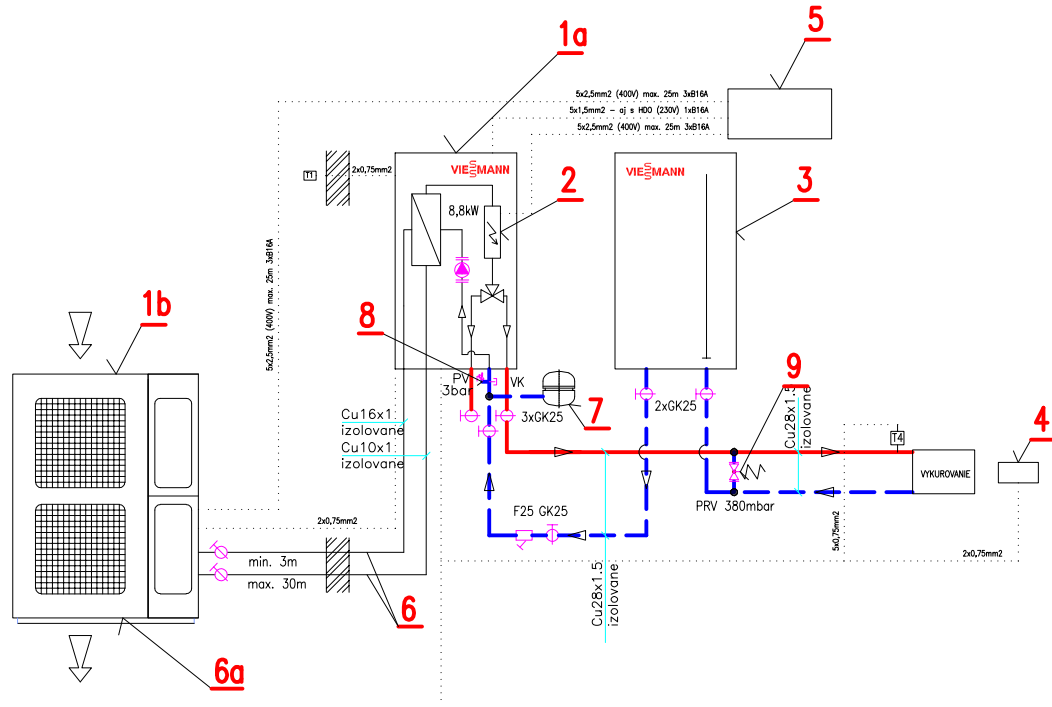 5
1a
5x2,5mm2 (400V) max. 25m 3xB16A
5x1,5mm2 - aj s HDO (230V) 1xB16A
5x2,5mm2 (400V) max. 25m 3xB16A
T1
2x0,75mm2
VIESSMANN
VIESSMANN
2
3
8,8kW
5x2,5mm2 (400V) max. 25m 3xB16A
1b
8
9
PV
3bar
VK
3xGK25
7
2xGK25
Cu28x1.5
izolovane
4
Cu16x1
izolovane
Cu10x1
izolovane
T4
VYKUROVANIE
PRV 380mbar
F25 GK25
2x0,75mm2
5x0,75mm2
2x0,75mm2
min. 3m
max. 30m
6
Cu28x1.5
izolovane
6a